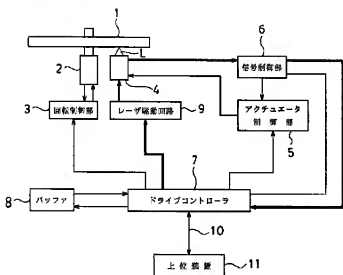 1
L
2
4
6
信号制御部
3
回転制御部
レーザ駆動回路
9
アクチュエータ
制御部
5
7
8
バッファ
ドライブコントローラ
10
上位装置
11